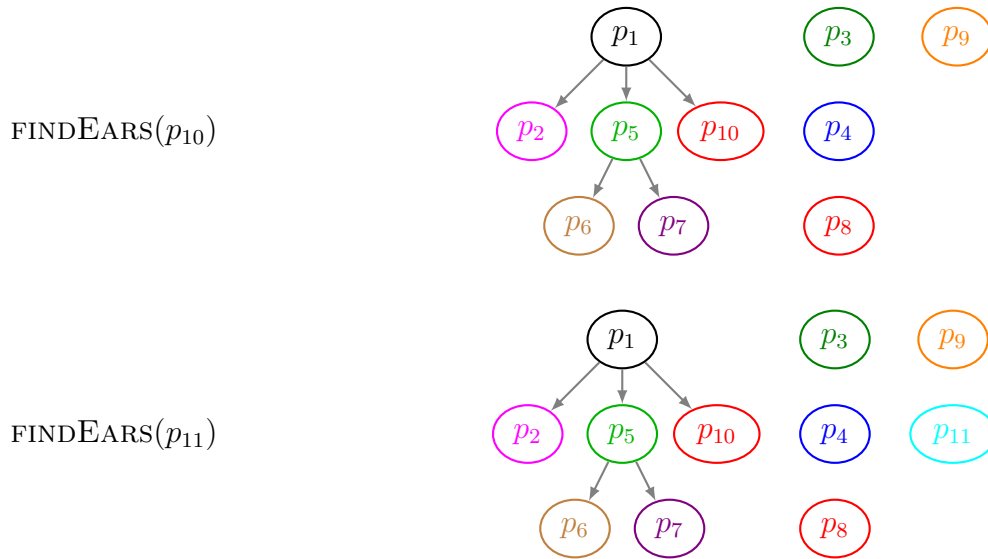 p₁ p₃ p₉
FINDEARS(p₁₀) p₂ p₅ p₁₀ p₄
p₆ p₇ p₈
p₁ p₃ p₉
FINDEARS(p₁₁) p₂ p₅ p₁₀ p₄ p₁₁
p₆ p₇ p₈